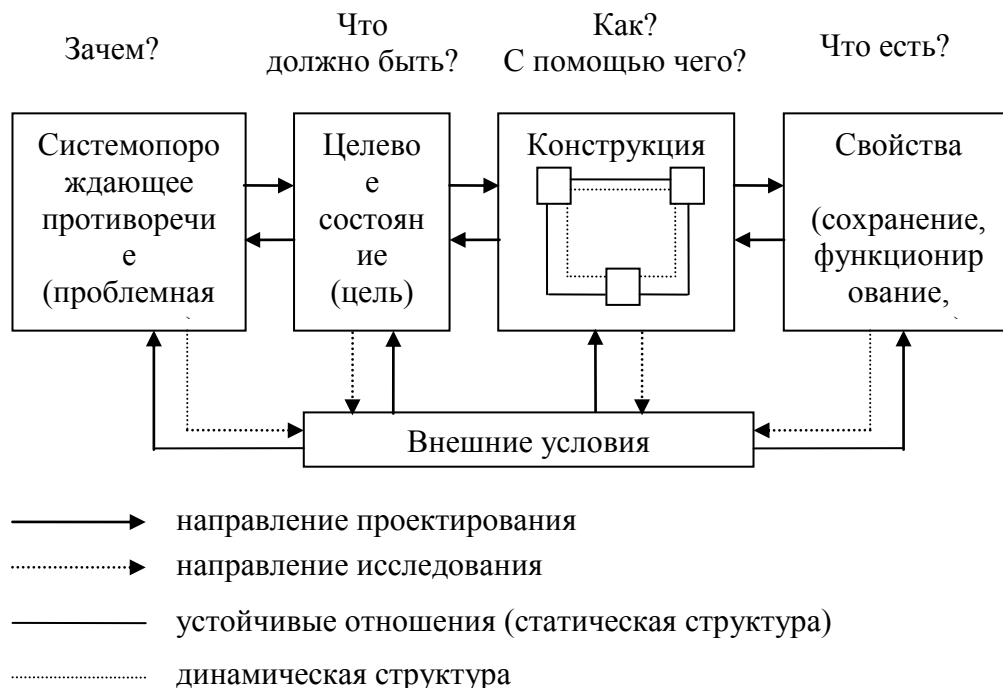 Зачем?
Что
должно быть?
Как?
С помощью чего?
Что есть?
Системопоро
ждающее
противоречи
е
(проблемная
Целево
е
состоян
ие
(цель)
Конструкция
Свойства
(сохранение,
функционир
ование,
Внешние условия
направление проектирования
направление исследования
устойчивые отношения (статическая структура)
динамическая структура